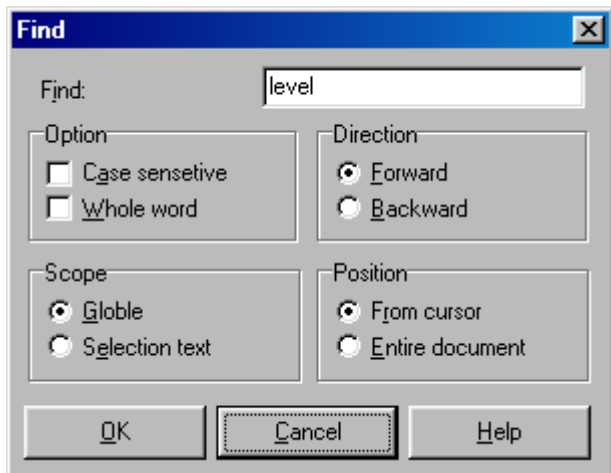 Find
Find: level
Option
Case sensetive
Whole word
Direction
Forward
Backward
Scope
Globle
Selection text
Position
From cursor
Entire document
OK Cancel Help